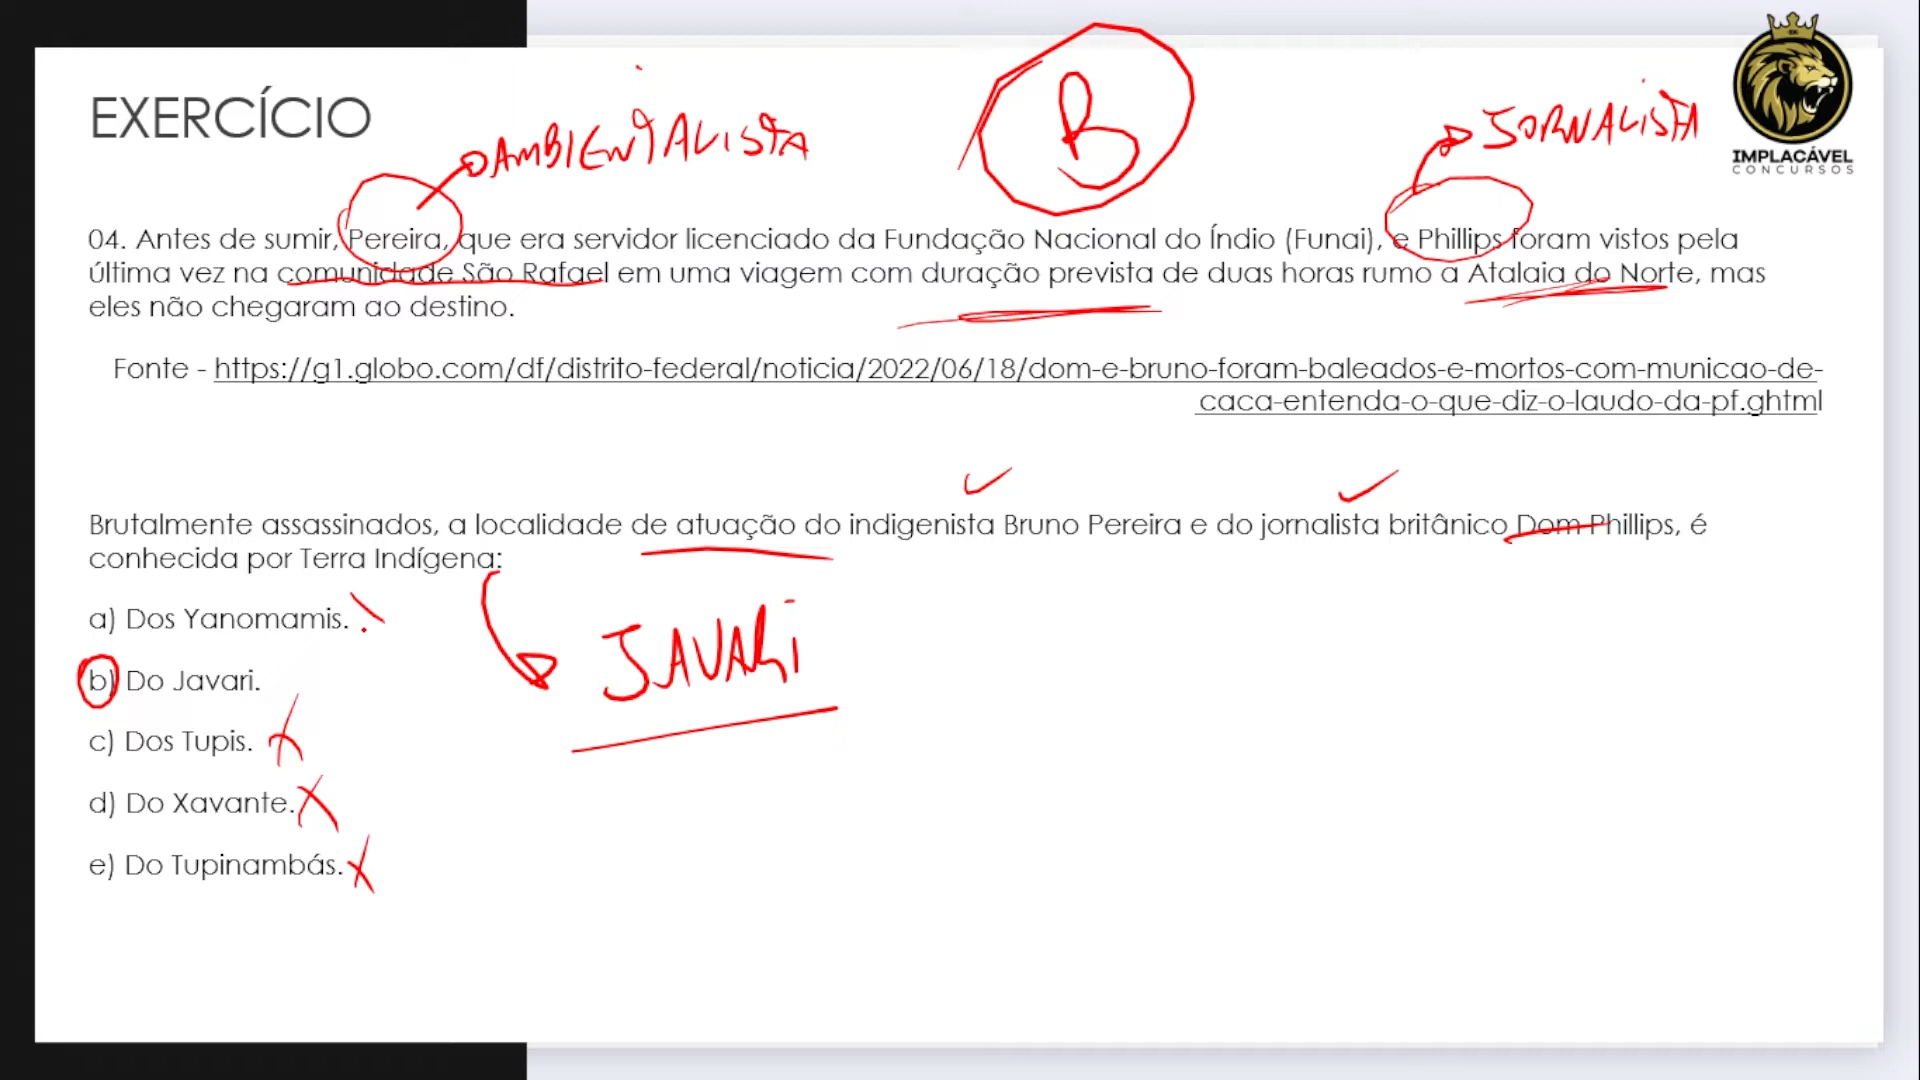 EXERCÍCIO
AMBIENTALISTA
B
JORNALISTA
IMPLACÁVEL
CONCURSOS
04. Antes de sumir, Pereira, que era servidor licenciado da Fundação Nacional do Índio (Funai), e Phillips foram vistos pela
última vez na comunidade São Rafael em uma viagem com duração prevista de duas horas rumo a Atalaia do Norte, mas
eles não chegaram ao destino.
Fonte - https://g1.globo.com/df/distrito-federal/noticia/2022/06/18/dom-e-bruno-foram-baleados-e-mortos-com-municao-de-
caca-entenda-o-que-diz-o-laudo-da-pf.ghtml
Brutalmente assassinados, a localidade de atuação do indigenista Bruno Pereira e do jornalista britânico Dom Phillips, é
conhecida por Terra Indígena:
a) Dos Yanomamis.
JAVARi
b) Do Javari.
c) Dos Tupis.
d) Do Xavante.
e) Do Tupinambás.